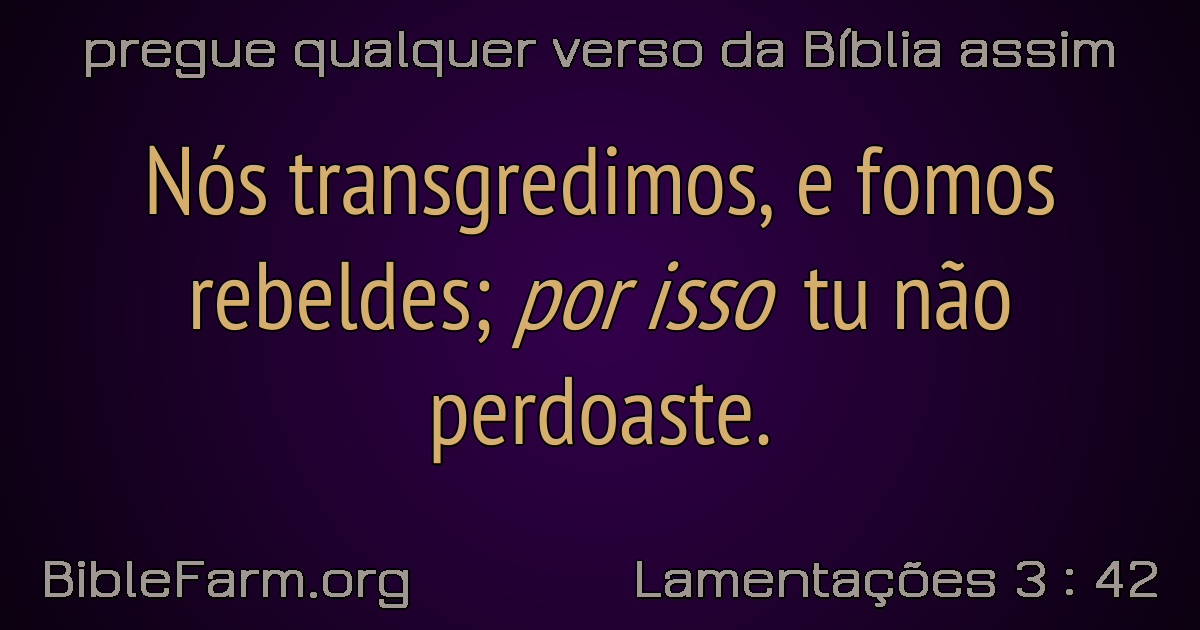 pregue qualquer verso da Bíblia assim
Nós transgredimos, e fomos
rebeldes; por isso tu não
perdoaste.
BibleFarm.org
Lamentações 3 : 42